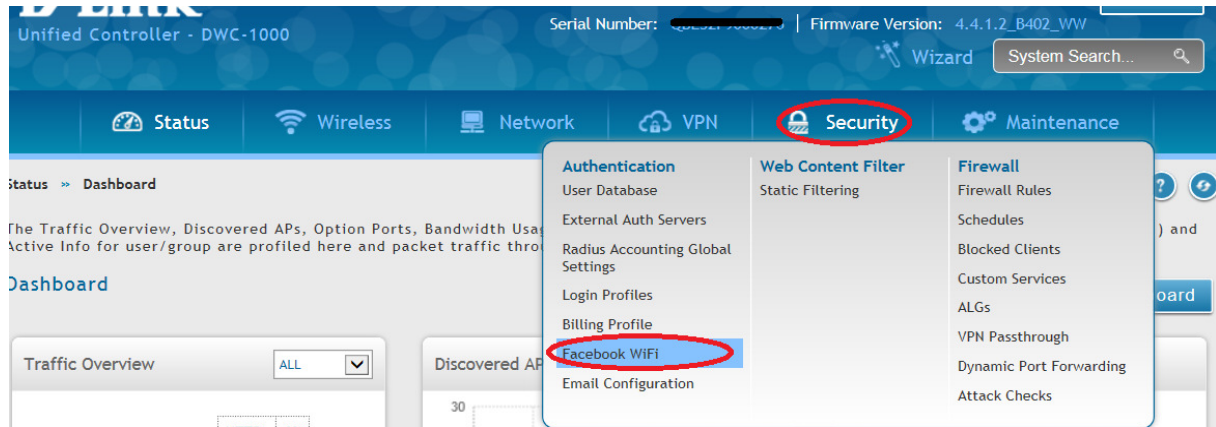 D-Link
Unified Controller - DWC-1000
Serial Number: | Firmware Version: 4.4.1.2_B402_WW
Wizard
System Search...
Status
Wireless
Network
VPN
Security
Maintenance
Status » Dashboard
The Traffic Overview, Discovered APs, Option Ports, Bandwidth
) and
Active Info for user/group are profiled here and packet traffic
Dashboard
oard
Authentication
User Database
External Auth Servers
Radius Accounting Global
Settings
Login Profiles
Billing Profile
Facebook WiFi
Email Configuration
Web Content Filter
Static Filtering
Firewall
Firewall Rules
Schedules
Blocked Clients
Custom Services
ALGs
VPN Passthrough
Dynamic Port Forwarding
Attack Checks
Traffic Overview
ALL
Discovered AP
30